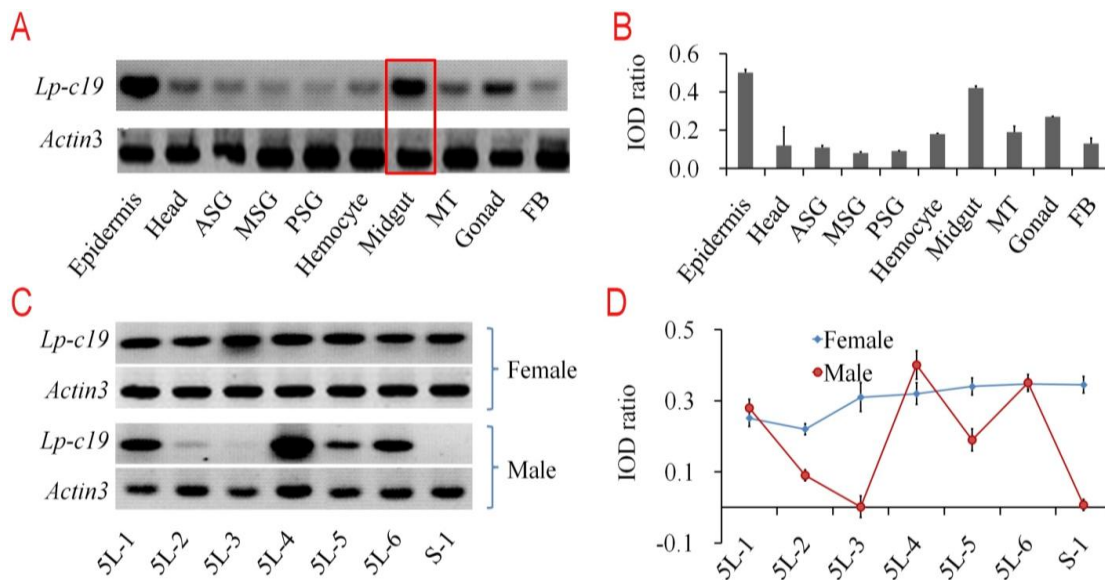 A
Lp-c19
Actin3
Epidermis
Head
ASG
MSG
PSG
Hemocyte
Midgut
MT
Gonad
FB
B
IOD ratio
0.6
0.4
0.2
0.0
Epidermis
Head
ASG
MSG
PSG
Hemocyte
Midgut
MT
Gonad
FB
C
Lp-c19
Actin3
Female
Lp-c19
Actin3
Male
5L-1
5L-2
5L-3
5L-4
5L-5
5L-6
S-1
D
IOD ratio
0.5
0.3
0.1
-0.1
Female
Male
5L-1
5L-2
5L-3
5L-4
5L-5
5L-6
S-1